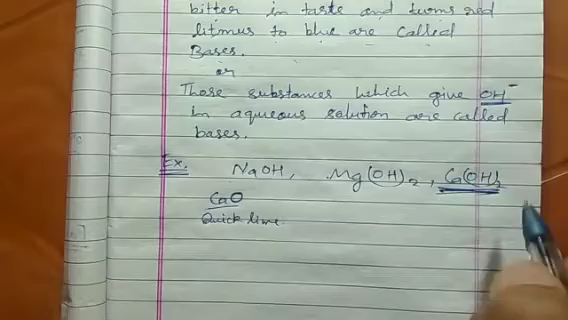 bitter in taste and turns red
litmus to blue are called
Bases.
or
Those substances which give OH⁻
in aqueous solution are called
bases.
Ex. NaOH, Mg(OH)2, Ca(OH)2
CaO
Quick lime